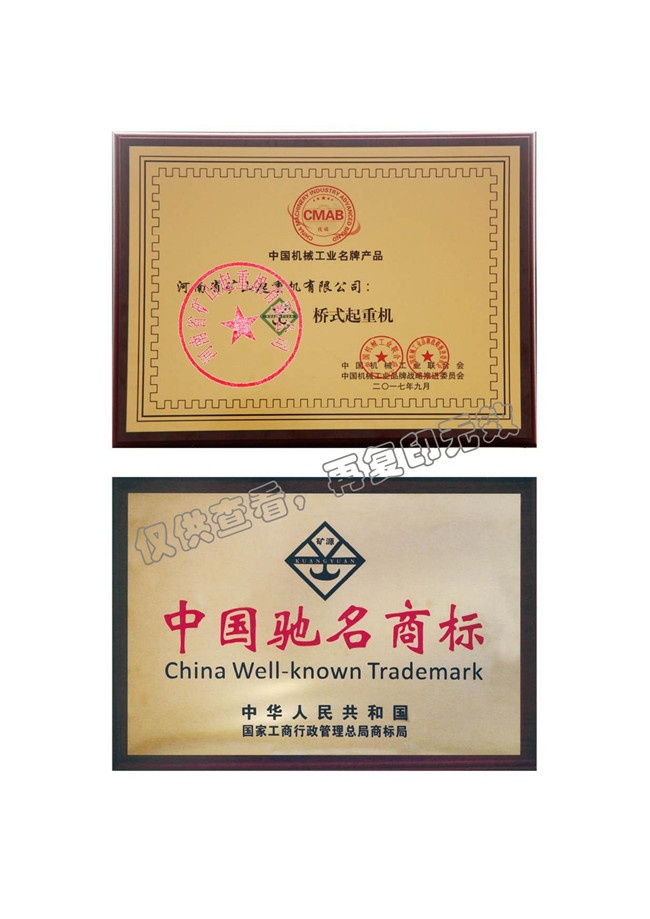 CHINA MACHINERY INDUSTRY ADVANCED BRAND
CMAB
中国机械工业名牌产品
河南省矿山起重机有限公司：
桥式起重机
中国机械工业联合会
中国机械工业品牌战略推进委员会
二〇一七年九月
仅供查看，再复印无效
矿源
KUANGYUAN
中国驰名商标
China Well-known Trademark
中华人民共和国
国家工商行政管理总局商标局